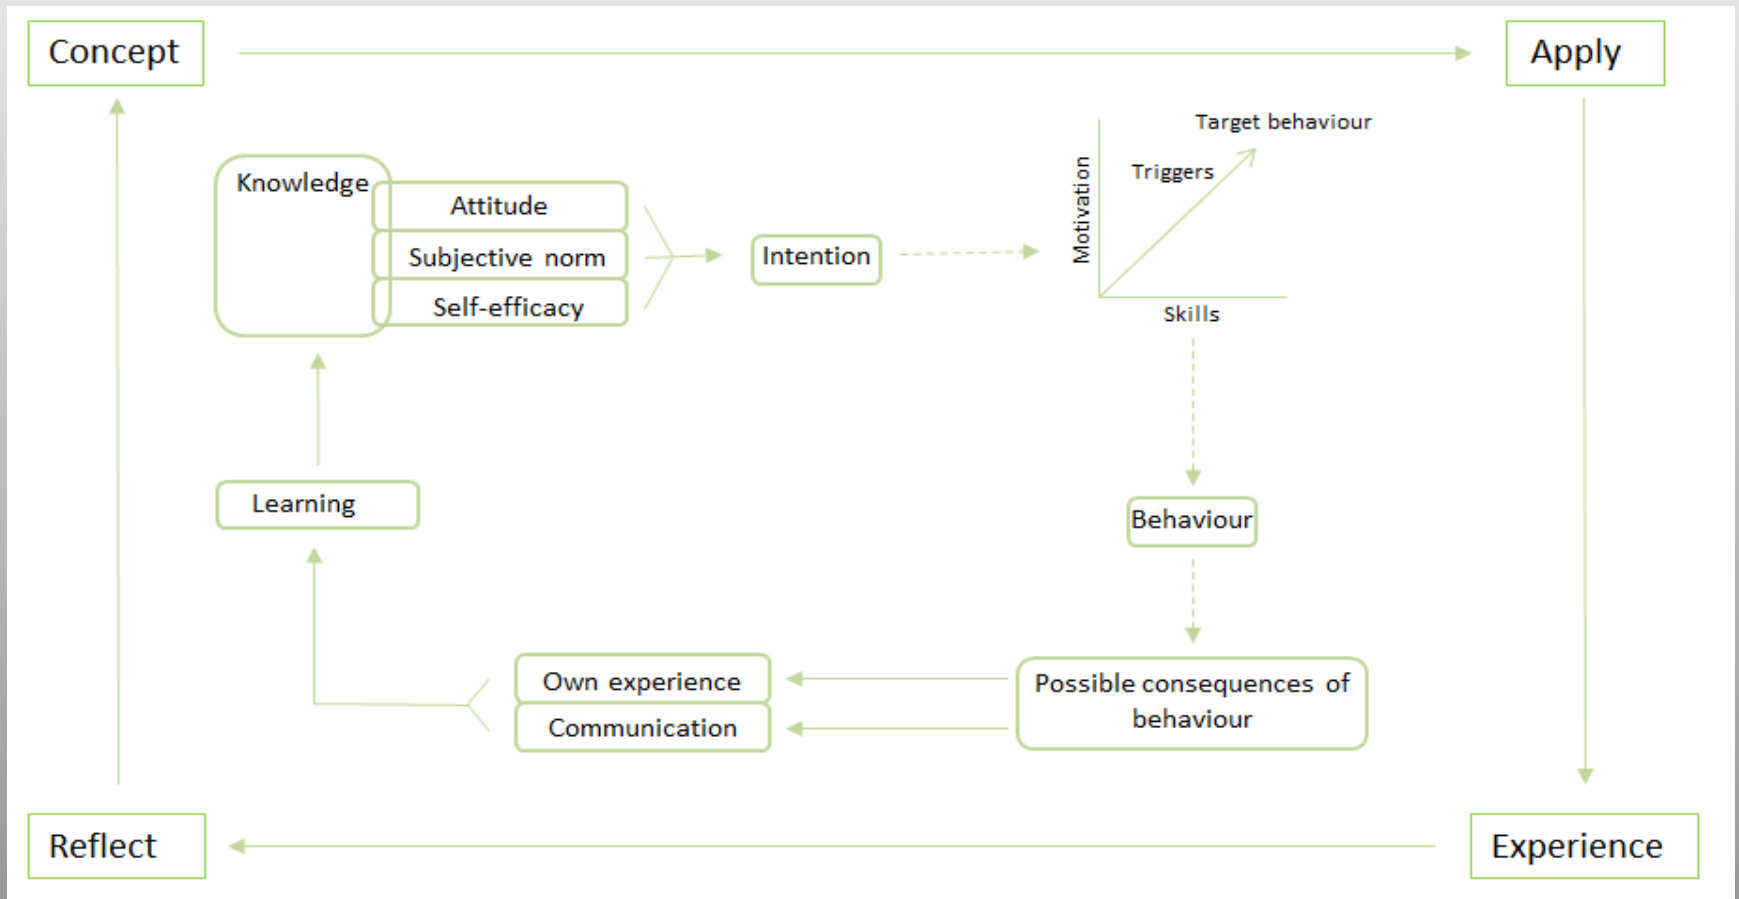 Concept
Apply
Target behaviour
Triggers
Motivation
Skills
Knowledge
Attitude
Subjective norm
Self-efficacy
Intention
Learning
Behaviour
Own experience
Communication
Possible consequences of
behaviour
Reflect
Experience